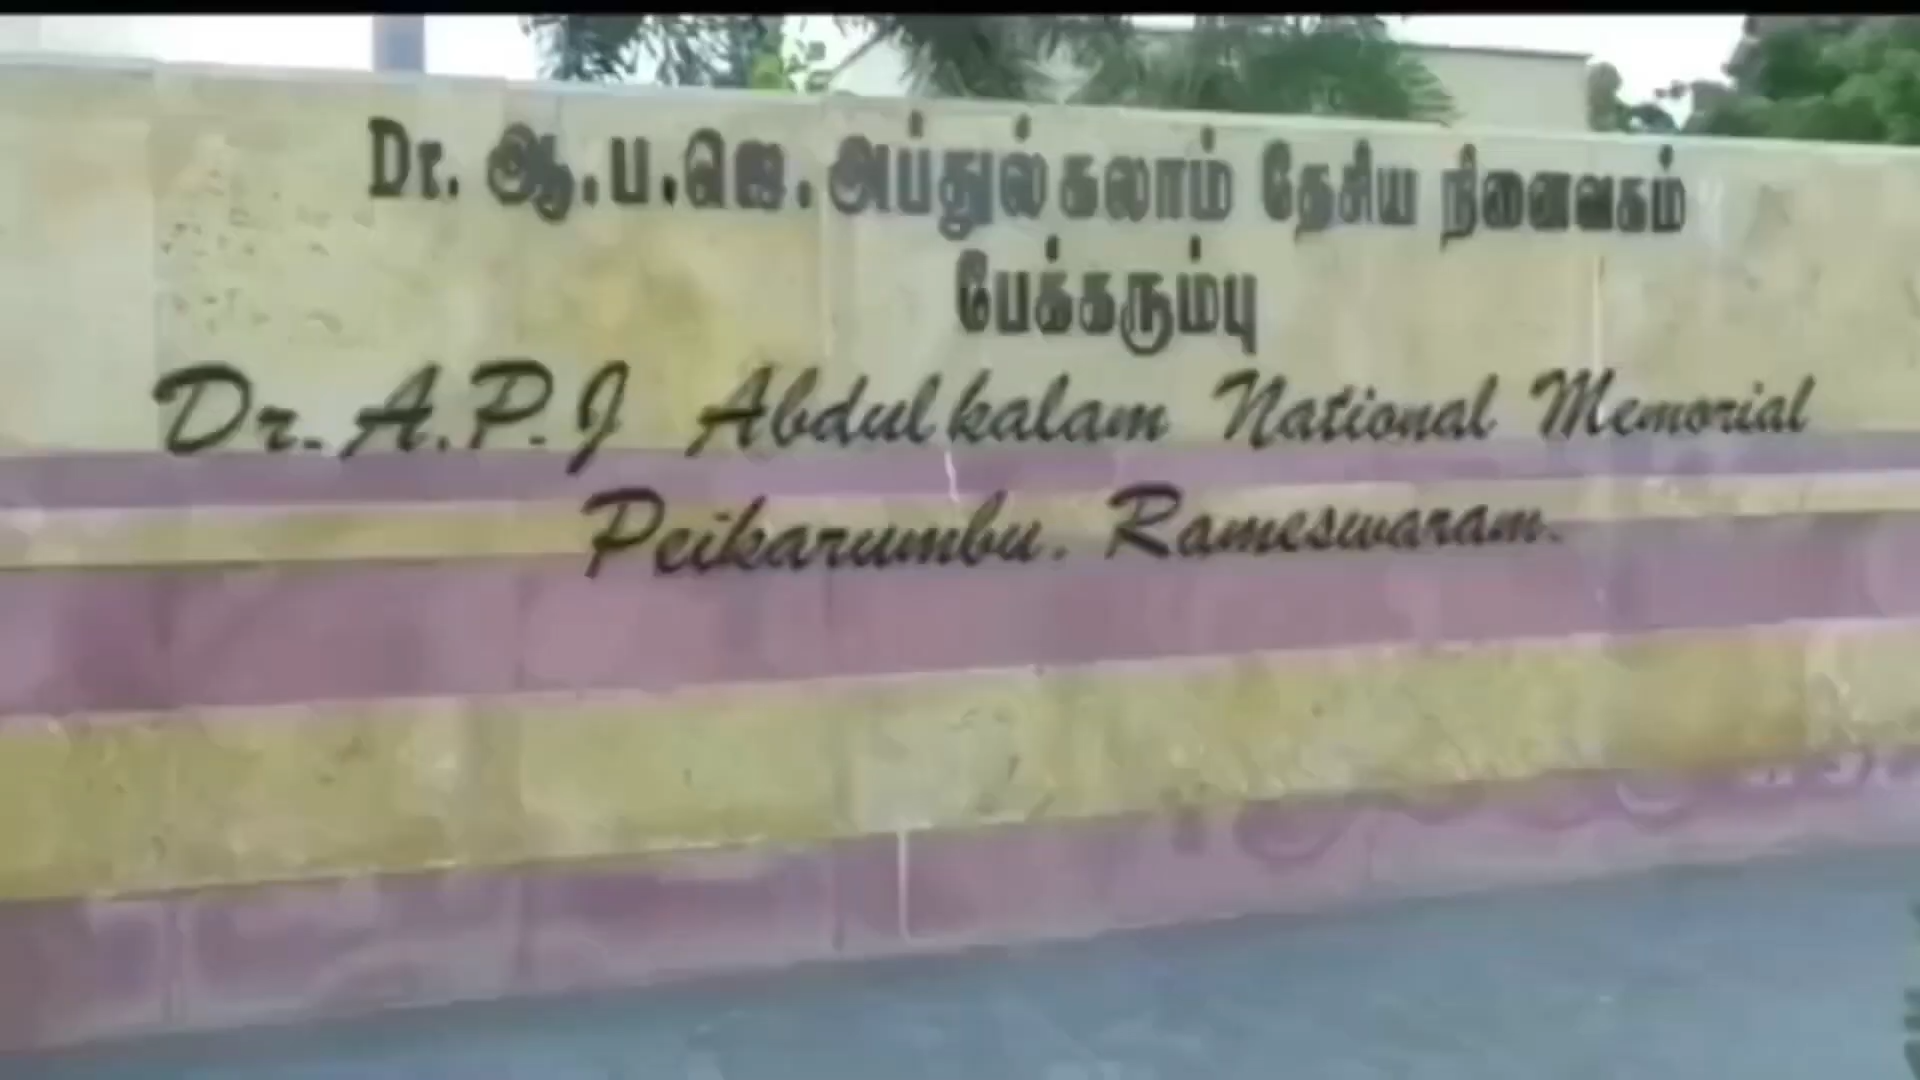 Dr. ஆ.ப.ஜெ.அப்துல்கலாம் தேசிய நினைவகம்
பேக்கரும்பு
Dr. A.P.J Abdulkalam National Memorial
Peikarumbu. Rameswaram.